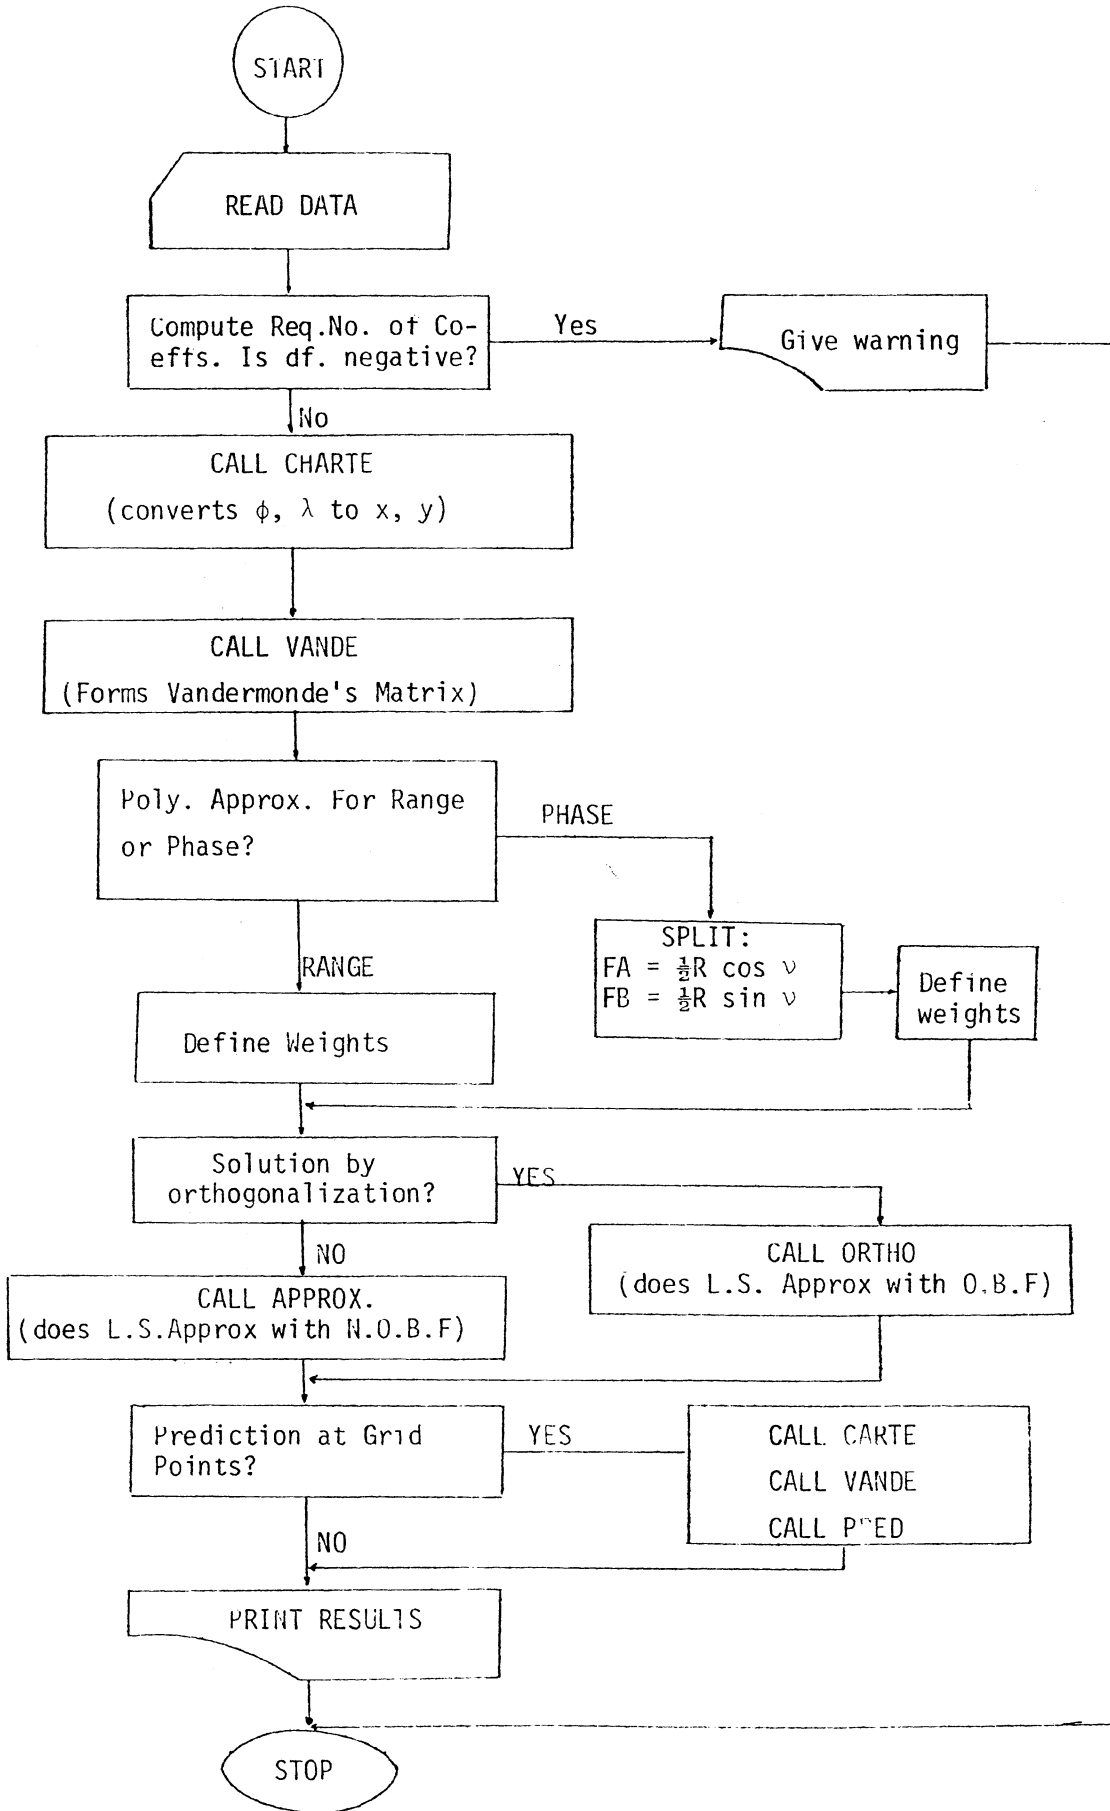 START
READ DATA
Compute Req.No. of Co-
effs. Is df. negative?
Yes
Give warning
No
CALL CHARTE
(converts φ, λ to x, y)
CALL VANDE
(Forms Vandermonde's Matrix)
Poly. Approx. For Range
or Phase?
PHASE
SPLIT:
FA = ½R cos ν
FB = ½R sin ν
Define
weights
RANGE
Define Weights
Solution by
orthogonalization?
YES
CALL ORTHO
(does L.S. Approx with O.B.F)
NO
CALL APPROX.
(does L.S.Approx with N.O.B.F)
Prediction at Grid
Points?
YES
CALL CARTE
CALL VANDE
CALL PRED
NO
PRINT RESULTS
STOP